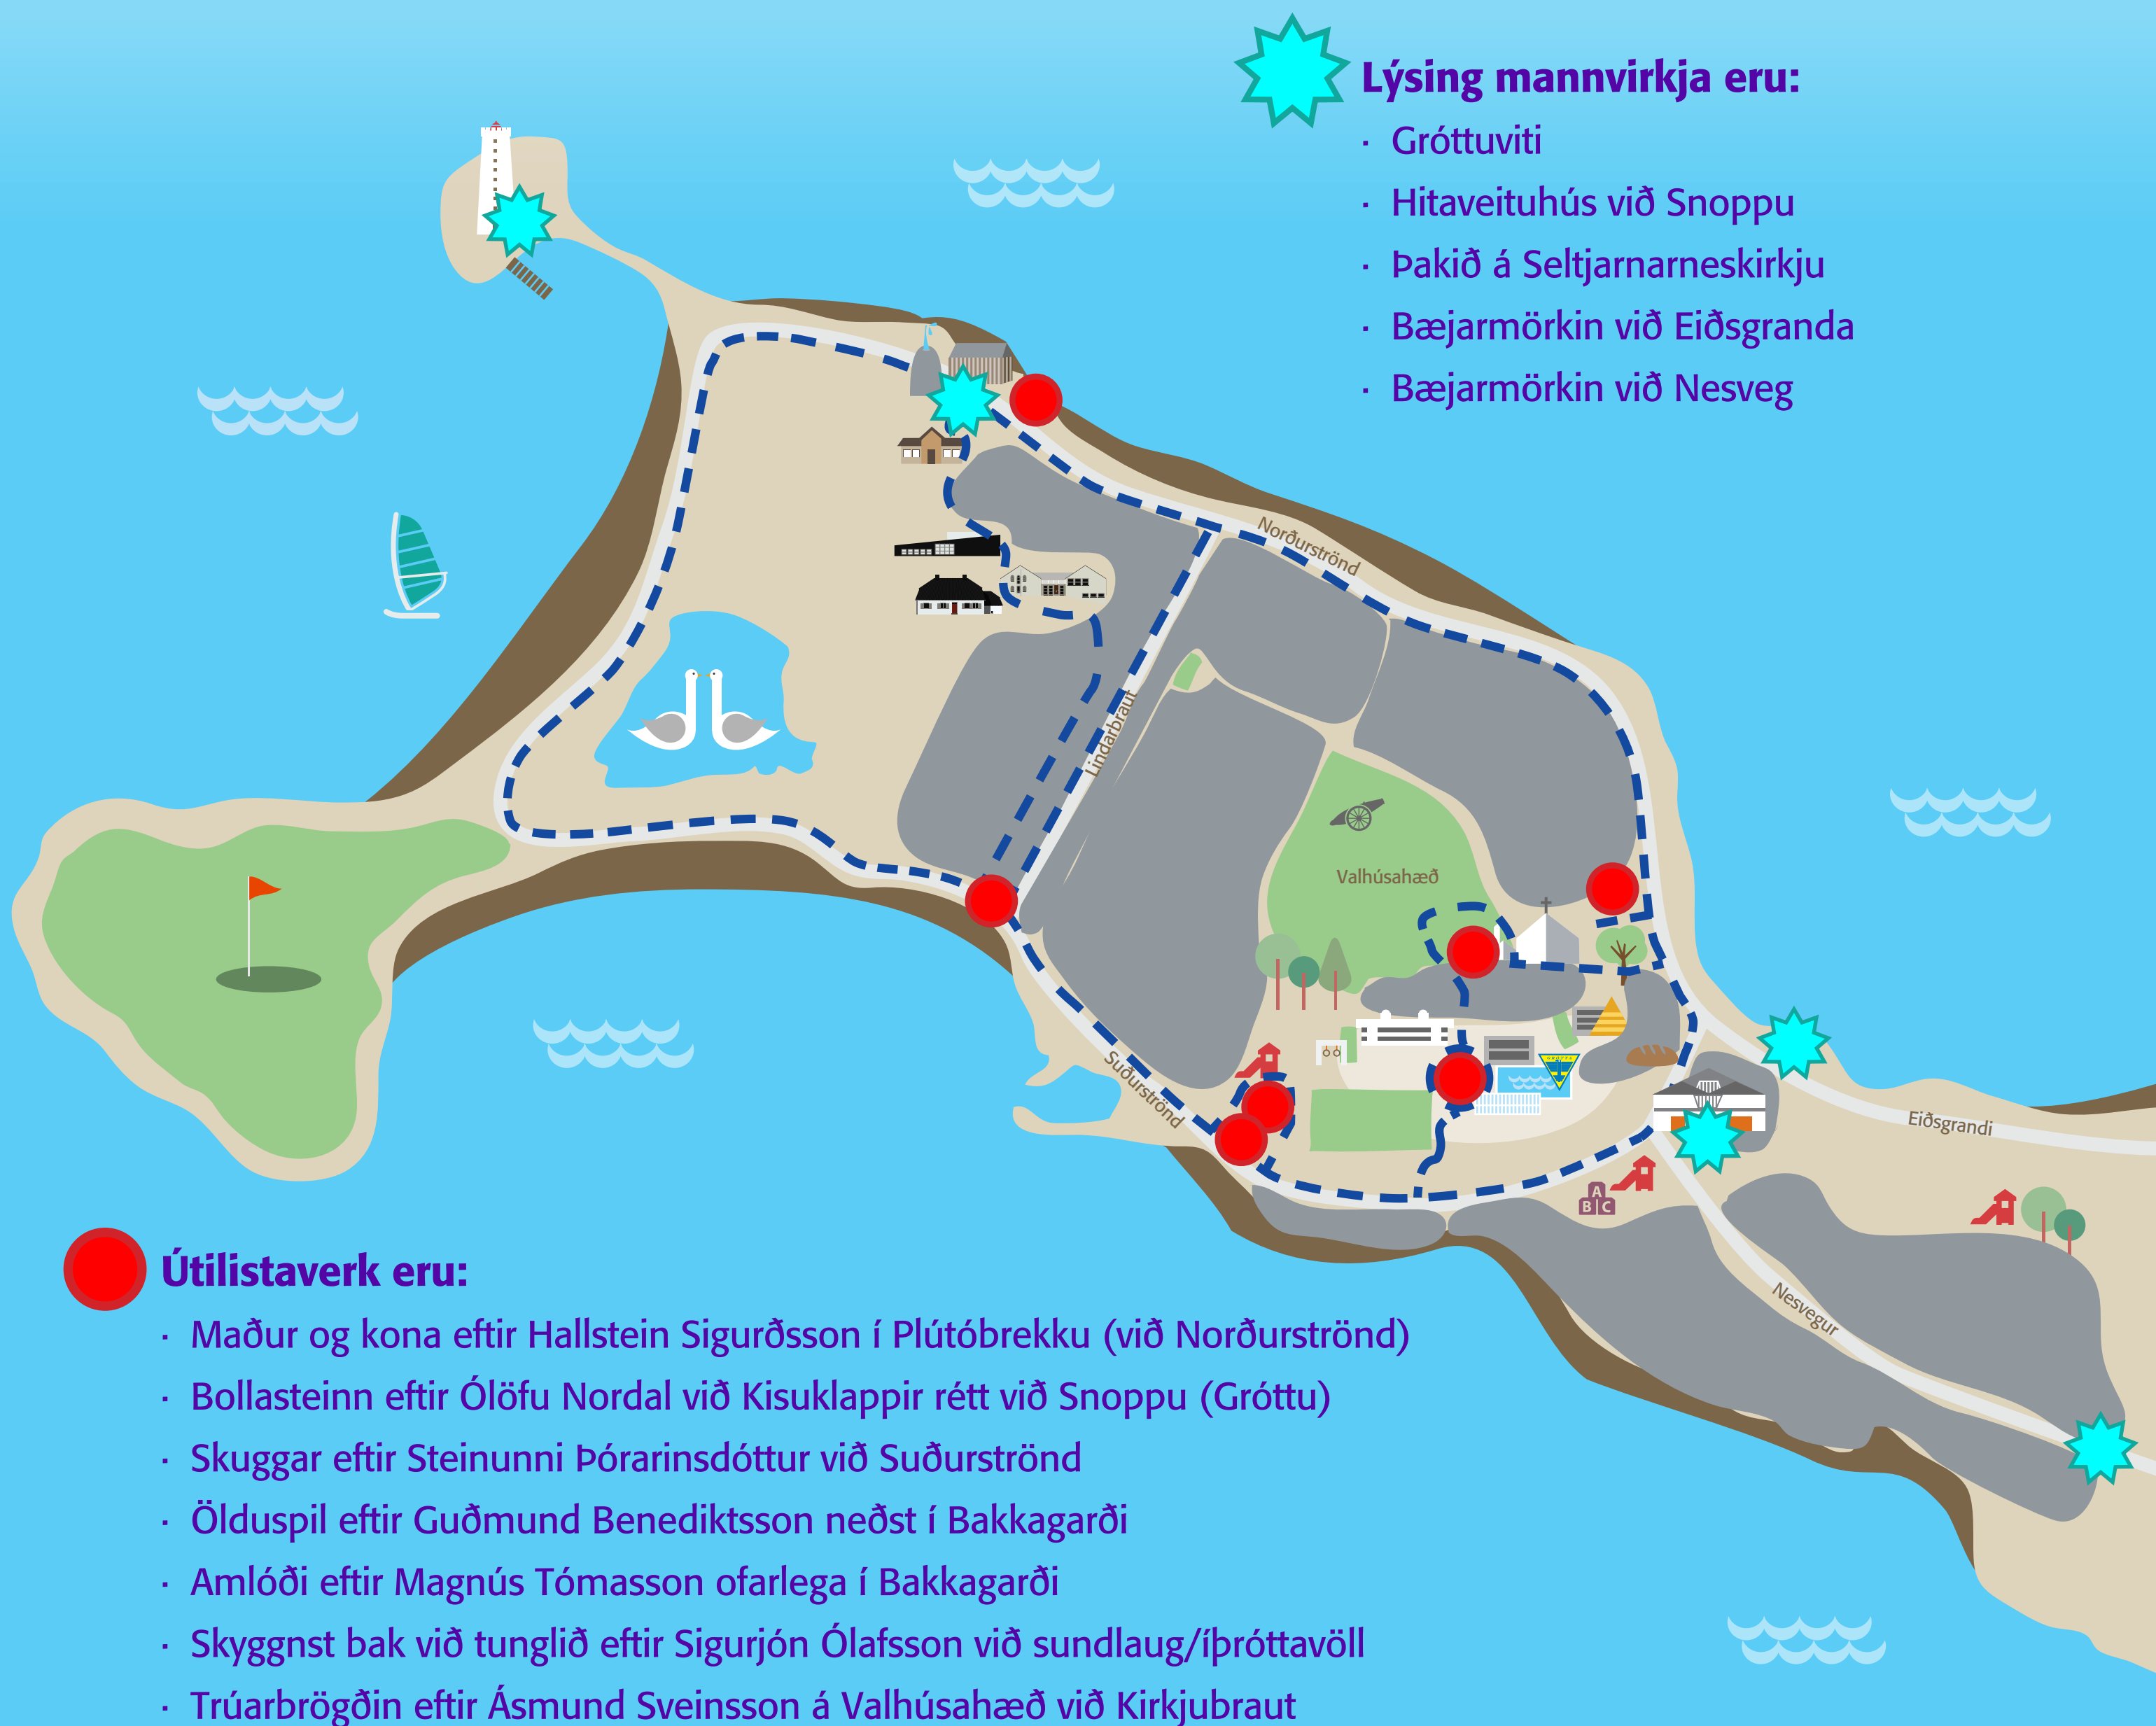 Lýsing mannvirkja eru:
· Gróttuviti
· Hitaveituhús við Snoppu
· Þakið á Seltjarnarneskirkju
· Bæjarmörkin við Eiðsgranda
· Bæjarmörkin við Nesveg
Norðurströnd
Lindarbraut
Valhúsahæð
Suðurströnd
Eiðsgrandi
A
B C
Nesvegur
Útilistaverk eru:
· Maður og kona eftir Hallstein Sigurðsson í Plútóbrekku (við Norðurströnd)
· Bollasteinn eftir Ólöfu Nordal við Kisuklappir rétt við Snoppu (Gróttu)
· Skuggar eftir Steinunni Þórarinsdóttur við Suðurströnd
· Ölduspil eftir Guðmund Benediktsson neðst í Bakkagarði
· Amlóði eftir Magnús Tómasson ofarlega í Bakkagarði
· Skyggnst bak við tunglið eftir Sigurjón Ólafsson við sundlaug/íþróttavöll
· Trúarbrögðin eftir Ásmund Sveinsson á Valhúsahæð við Kirkjubraut